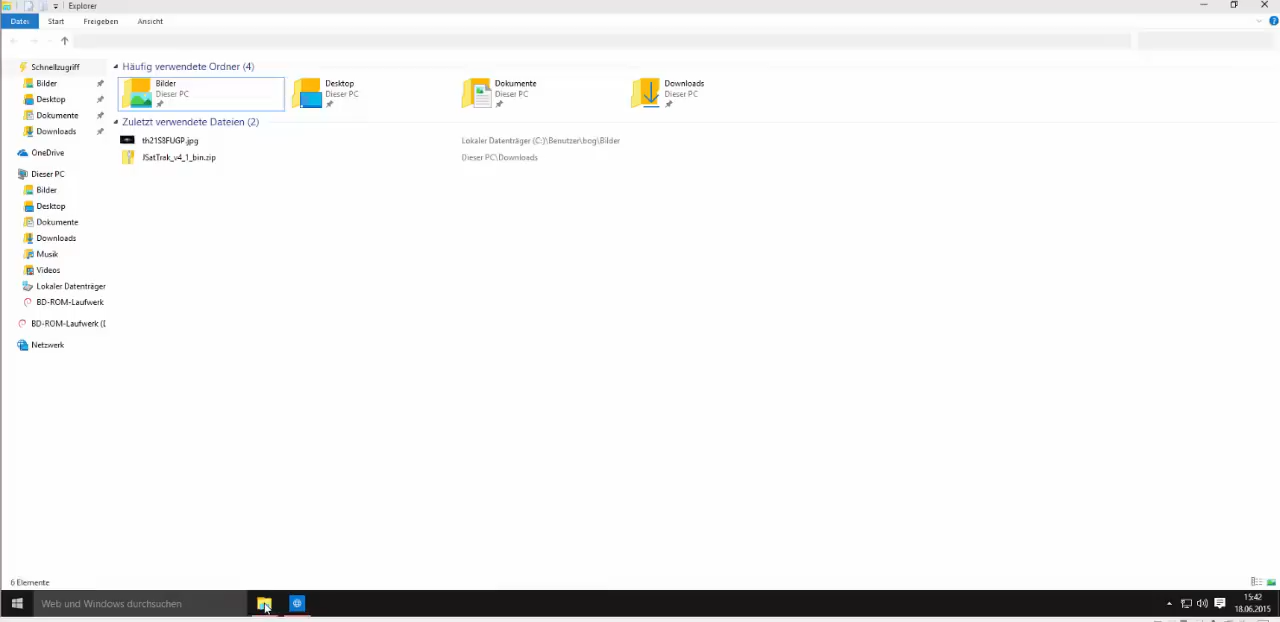 Explorer
Datei Start Freigeben Ansicht
Schnellzugriff
Bilder
Desktop
Dokumente
Downloads
OneDrive
Dieser PC
Bilder
Desktop
Dokumente
Downloads
Musik
Videos
Lokaler Datenträger
BD-ROM-Laufwerk
BD-ROM-Laufwerk (I
Netzwerk
Häufig verwendete Ordner (4)
Bilder
Dieser PC
Desktop
Dieser PC
Dokumente
Dieser PC
Downloads
Dieser PC
Zuletzt verwendete Dateien (2)
th21S8FUGP.jpg Lokaler Datenträger (C:)\Benutzer\bog\Bilder
JSatTrak_v4_1_bin.zip Dieser PC\Downloads
6 Elemente
Web und Windows durchsuchen
15:42
18.06.2015